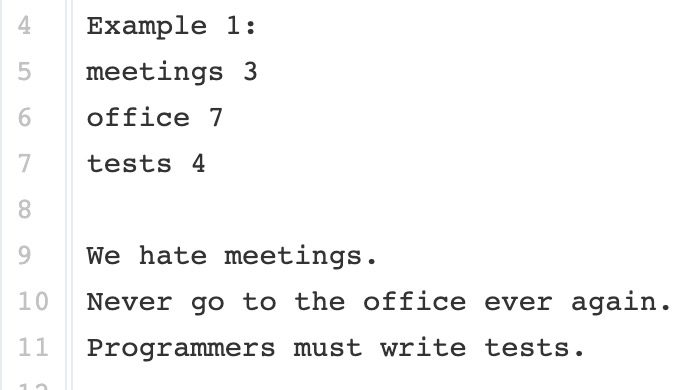 4 Example 1:
5 meetings 3
6 office 7
7 tests 4
8
9 We hate meetings.
10 Never go to the office ever again.
11 Programmers must write tests.
12